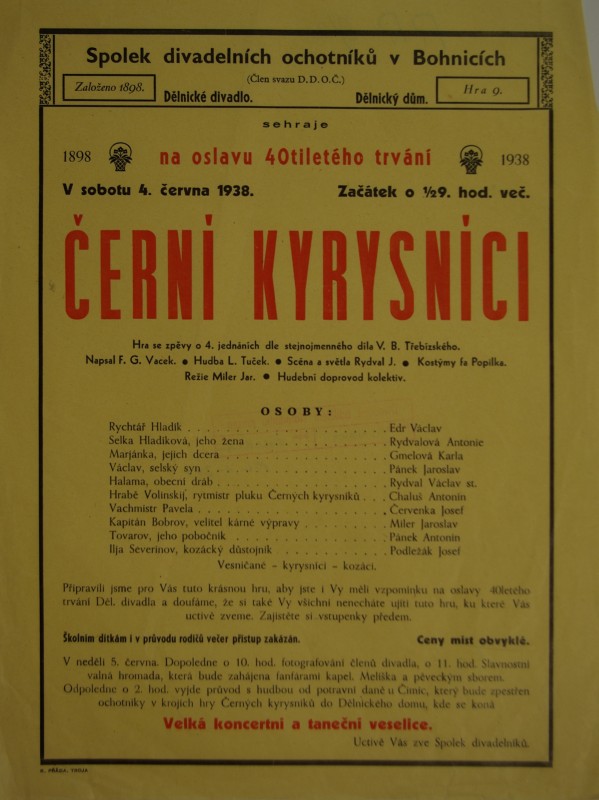 Spolek divadelních ochotníků v Bohnicích
(Člen svazu D.D.O.Č.)
Založeno 1898.
Dělnické divadlo. Dělnický dům.
Hra 9.
sehraje
1898 na oslavu 40tiletého trvání 1938
V sobotu 4. června 1938. Začátek o ½9. hod. več.
ČERNÍ KYRYSNÍCI
Hra se zpěvy o 4. jednáních dle stejnojmenného díla V. B. Třebízského.
Napsal F. G. Vacek. ● Hudba L. Tuček. ● Scéna a světla Rydval J. ● Kostýmy fa Popilka.
Režie Miler Jar. ● Hudební doprovod kolektiv.
OSOBY:
Rychtář Hladík . . . . . . . . . . Edr Václav
Selka Hladíková, jeho žena . . . . . . . . . . Rydvalová Antonie
Marjánka, jejich dcera . . . . . . . . . . Gmelová Karla
Václav, selský syn . . . . . . . . . . Pánek Jaroslav
Halama, obecní dráb . . . . . . . . . . Rydval Václav st.
Hrabě Volinskij, rytmistr pluku Černých kyrysníků . . . Chaluš Antonín
Vachmistr Pavela . . . . . . . . . . Červenka Josef
Kapitán Bobrov, velitel kárné výpravy . . . . . . . . . . Miler Jaroslav
Tovarov, jeho pobočník . . . . . . . . . . Pánek Antonín
Ilja Severinov, kozácký důstojník . . . . . . . . . . Podležák Josef
Vesničané – kyrysníci – kozáci.
Připravili jsme pro Vás tuto krásnou hru, aby jste i Vy měli vzpomínku na oslavy 40letého
trvání Děl. divadla a doufáme, že si také Vy všichni nenecháte ujíti tuto hru, ku které Vás
uctivě zveme. Zajistěte si vstupenky předem.
Školním dítkám i v průvodu rodičů večer přístup zakázán. Ceny míst obvyklé.
V neděli 5. června. Dopoledne o 10. hod. fotografování členů divadla, o 11. hod. Slavnostní
valná hromada, která bude zahájena fanfárami kapel. Melíška a pěveckým sborem.
Odpoledne o 2. hod. vyjde průvod s hudbou od potravní daně u Čimic, který bude zpestřen
ochotníky v krojích hry Černých kyrysníků do Dělnického domu, kde se koná
Velká koncertní a taneční veselice.
Uctivě Vás zve Spolek divadelníků.
PRAHA, TROJA